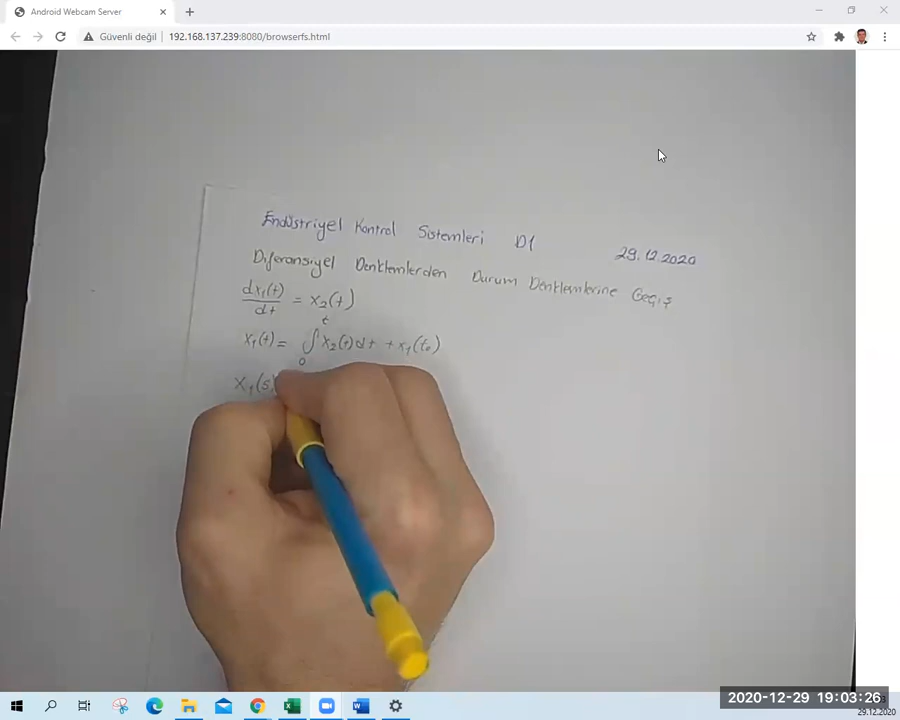 Android Webcam Server
Güvenli değil | 192.168.137.239:8080/browserfs.html
Endüstriyel Kontrol Sistemleri D1 29.12.2020
Diferansiyel Denklemlerden Durum Denklemlerine Geçiş
dx₁(t)/dt = x₂(t)
x₁(t) = ∫₀ᵗ x₂(t)dt + x₁(t₀)
X₁(s)
2020-12-29 19:03:26
29.12.2020